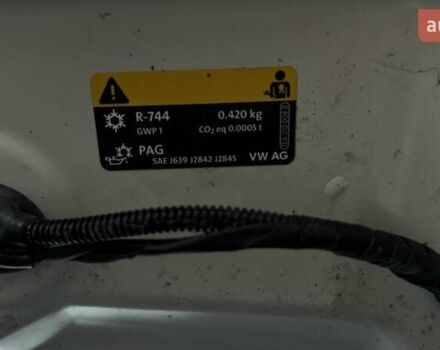 au
R-744 0.420 kg
GWP 1 CO₂ eq 0.0005 t
PAG
SAE J639 J2842 J2845 VW AG